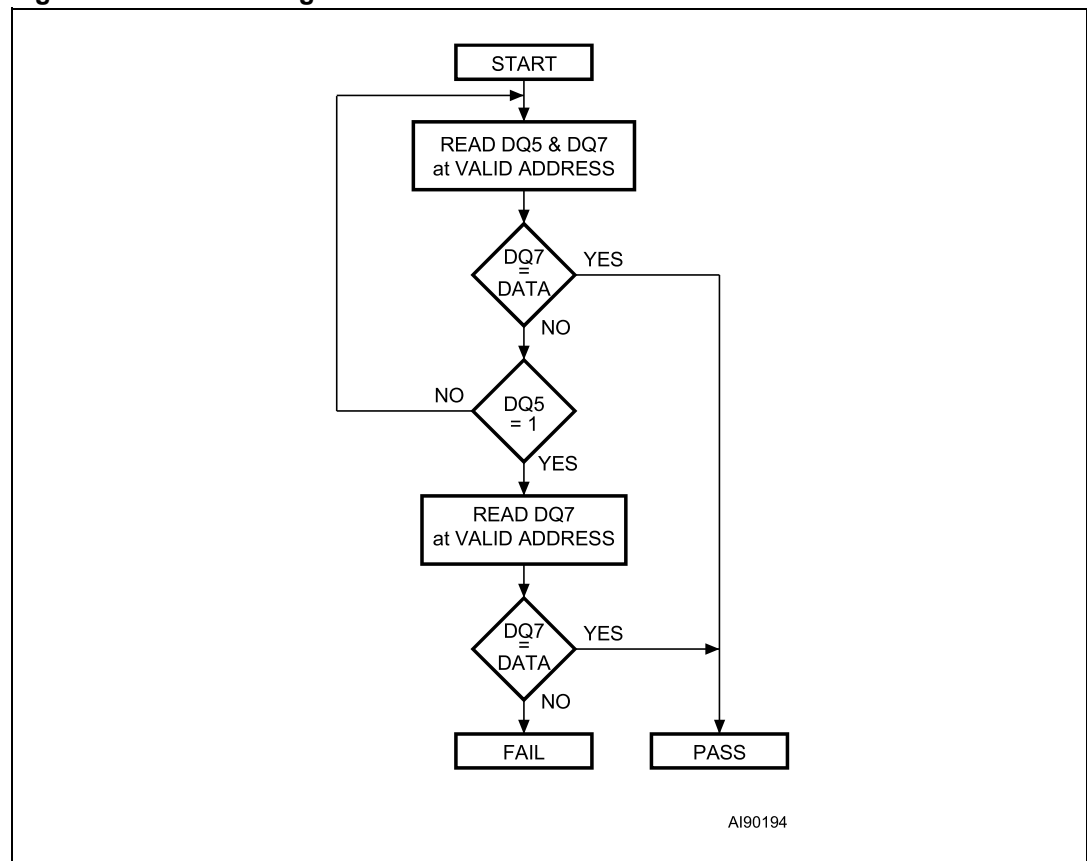 START
READ DQ5 & DQ7
at VALID ADDRESS
DQ7
=
DATA
YES
NO
DQ5
= 1
NO
YES
READ DQ7
at VALID ADDRESS
DQ7
=
DATA
YES
NO
FAIL
PASS
AI90194